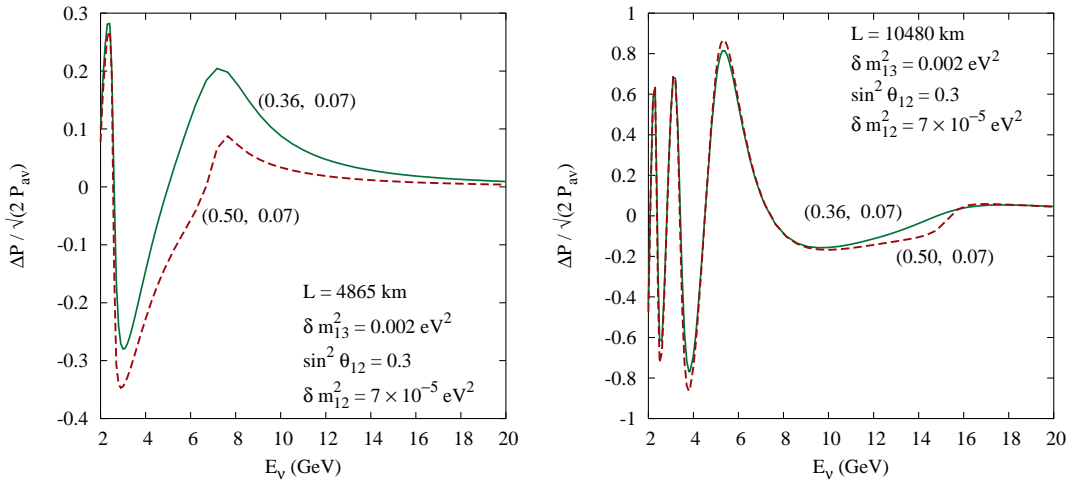 ΔP / √(2 P_av)
0.3
0.2
0.1
0
-0.1
-0.2
-0.3
-0.4
2 4 6 8 10 12 14 16 18 20
E_ν (GeV)
(0.36, 0.07)
(0.50, 0.07)
L = 4865 km
δ m²₁₃ = 0.002 eV²
sin² θ₁₂ = 0.3
δ m²₁₂ = 7 × 10⁻⁵ eV²
ΔP / √(2 P_av)
1
0.8
0.6
0.4
0.2
0
-0.2
-0.4
-0.6
-0.8
-1
2 4 6 8 10 12 14 16 18 20
E_ν (GeV)
L = 10480 km
δ m²₁₃ = 0.002 eV²
sin² θ₁₂ = 0.3
δ m²₁₂ = 7 × 10⁻⁵ eV²
(0.36, 0.07)
(0.50, 0.07)